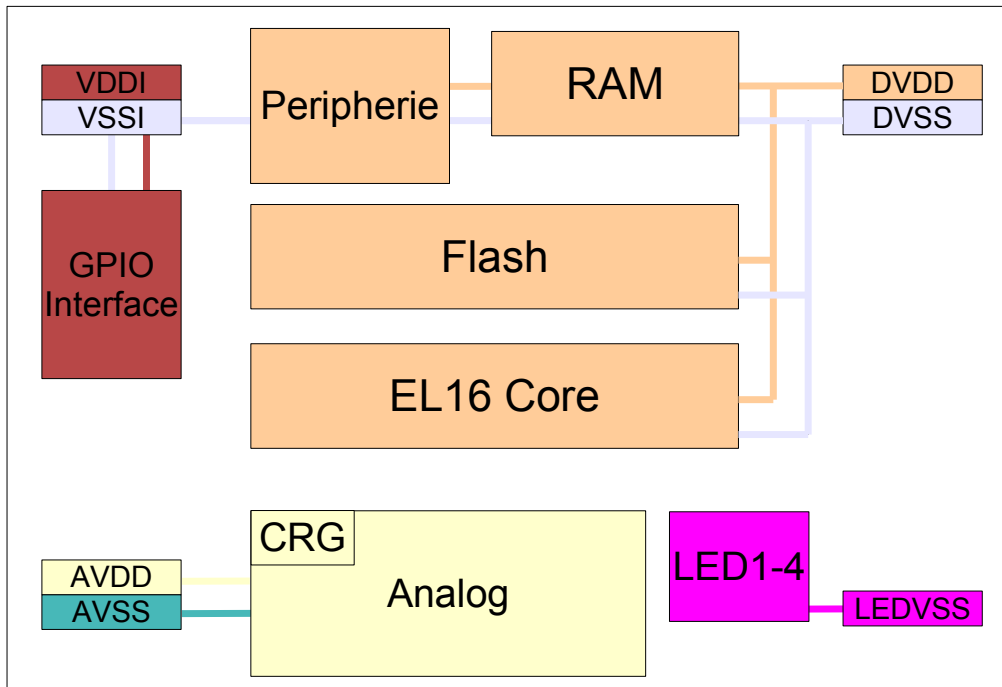 VDDI
VSSI
Peripherie
RAM
DVDD
DVSS
GPIO
Interface
Flash
EL16 Core
CRG
Analog
AVDD
AVSS
LED1-4
LEDVSS